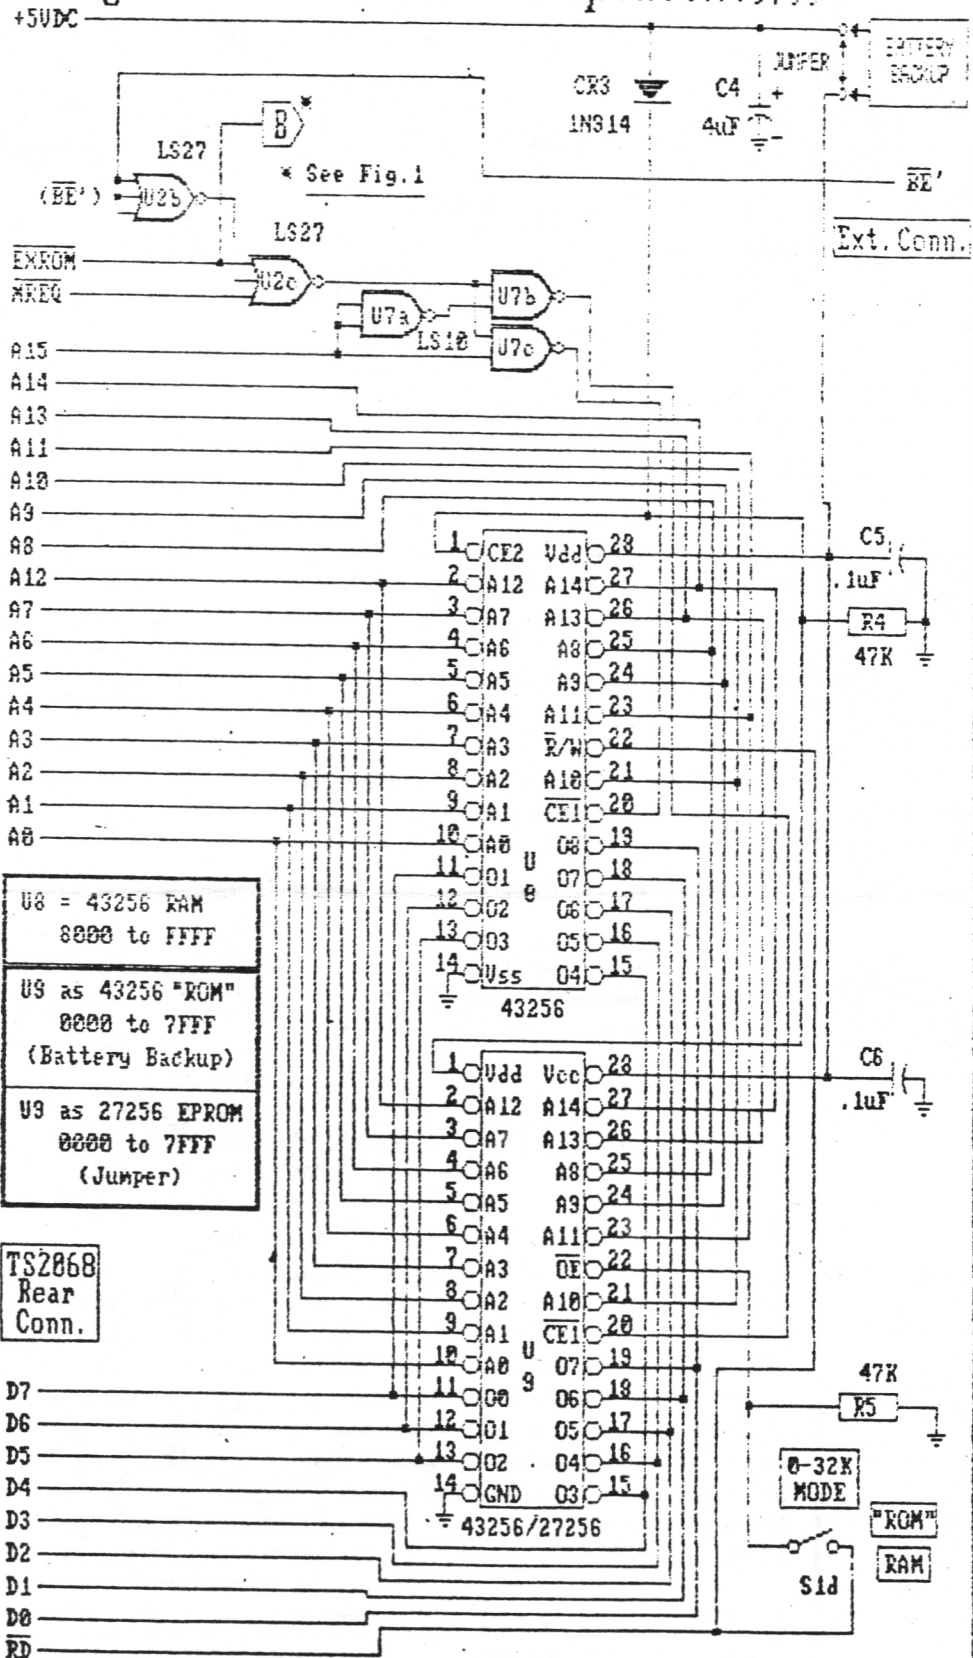 +5VDC
BATTERY
BACKUP
JUMPER
CR3
1N914
C4
4uF
+
-
B
*
LS27
* See Fig.1
(BE')
U2b
BE'
Ext. Conn.
LS27
EXROM
MREQ
U2c
U7a
LS10
U7b
U7c
A15
A14
A13
A11
A10
A9
A8
A12
A7
A6
A5
A4
A3
A2
A1
A0
1 CE2 Vdd 28
2 A12 A14 27
3 A7 A13 26
4 A6 A8 25
5 A5 A9 24
6 A4 A11 23
7 A3 R/W 22
8 A2 A10 21
9 A1 CE1 20
10 A0 O8 19
11 O1 O7 18
12 O2 O6 17
13 O3 O5 16
14 Vss O4 15
U
8
43256
C5
.1uF
R4
47K
U8 = 43256 RAM
8000 to FFFF
U9 as 43256 "ROM"
0000 to 7FFF
(Battery Backup)
U9 as 27256 EPROM
0000 to 7FFF
(Jumper)
1 Vdd Vcc 28
2 A12 A14 27
3 A7 A13 26
4 A6 A8 25
5 A5 A9 24
6 A4 A11 23
7 A3 OE 22
8 A2 A10 21
9 A1 CE1 20
10 A0 O7 19
11 O0 O6 18
12 O1 O5 17
13 O2 O4 16
14 GND O3 15
U
9
43256/27256
C6
.1uF
TS2068
Rear
Conn.
D7
D6
D5
D4
D3
D2
D1
D0
RD
47K
R5
0-32K
MODE
"ROM"
RAM
S1d